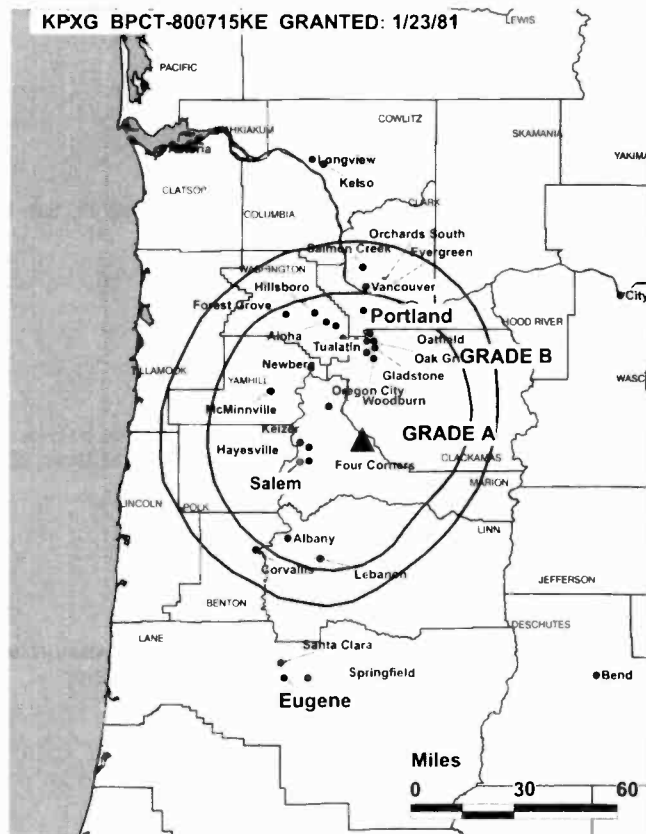 KPXG BPCT-800715KE GRANTED: 1/23/81
LEWIS
PACIFIC
COWLITZ
SKAMANIA
Longview
Kelso
CLATSOP
COLUMBIA
CLARK
Orchards South
Salmon Creek
Evergreen
WASHINGTON
Hillsboro
Vancouver
City
Forest Grove
Portland
HOOD RIVER
Aloha
Oatfield
Tualatin
Oak
GRADE B
TILLAMOOK
Newberg
Gladstone
WASC
YAMHILL
Oregon City
Woodburn
McMinnville
Keizer
GRADE A
Hayesville
Four Corners
CLACKAMAS
Salem
MARION
LINCOLN
POLK
LINN
Albany
Corvallis
Lebanon
JEFFERSON
BENTON
DESCHUTES
LANE
Santa Clara
Springfield
Bend
Eugene
Miles
0 30 60